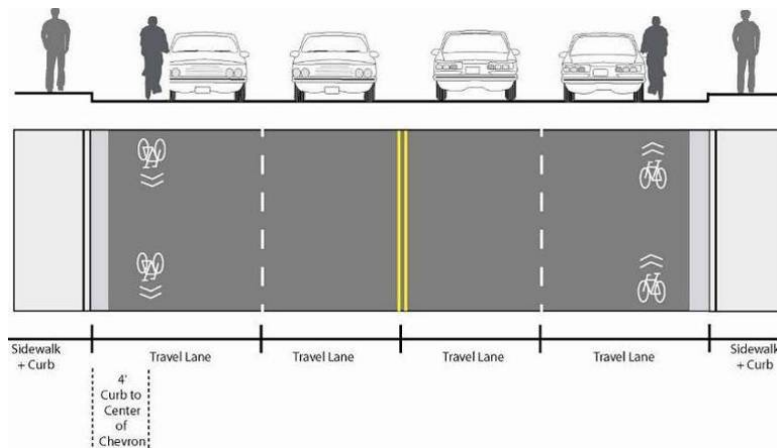 Sidewalk
+ Curb
Travel Lane
Travel Lane
Travel Lane
Travel Lane
Sidewalk
+ Curb
4'
Curb to
Center
of
Chevron